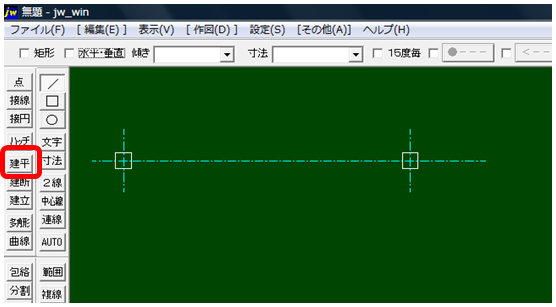 jw 無題 - jw_win
ファイル(F) [ 編集(E) ] 表示(V) [ 作図(D) ] 設定(S) [その他(A)] ヘルプ(H)
矩形 水平・垂直 傾き 寸法 15度毎 ●--- <--
点 ／
接線 □
接円 ○
ハッチ 文字
建平 寸法
建断 2線
建立 中心線
多角形 連線
曲線 AUTO
包絡 範囲
分割 複線